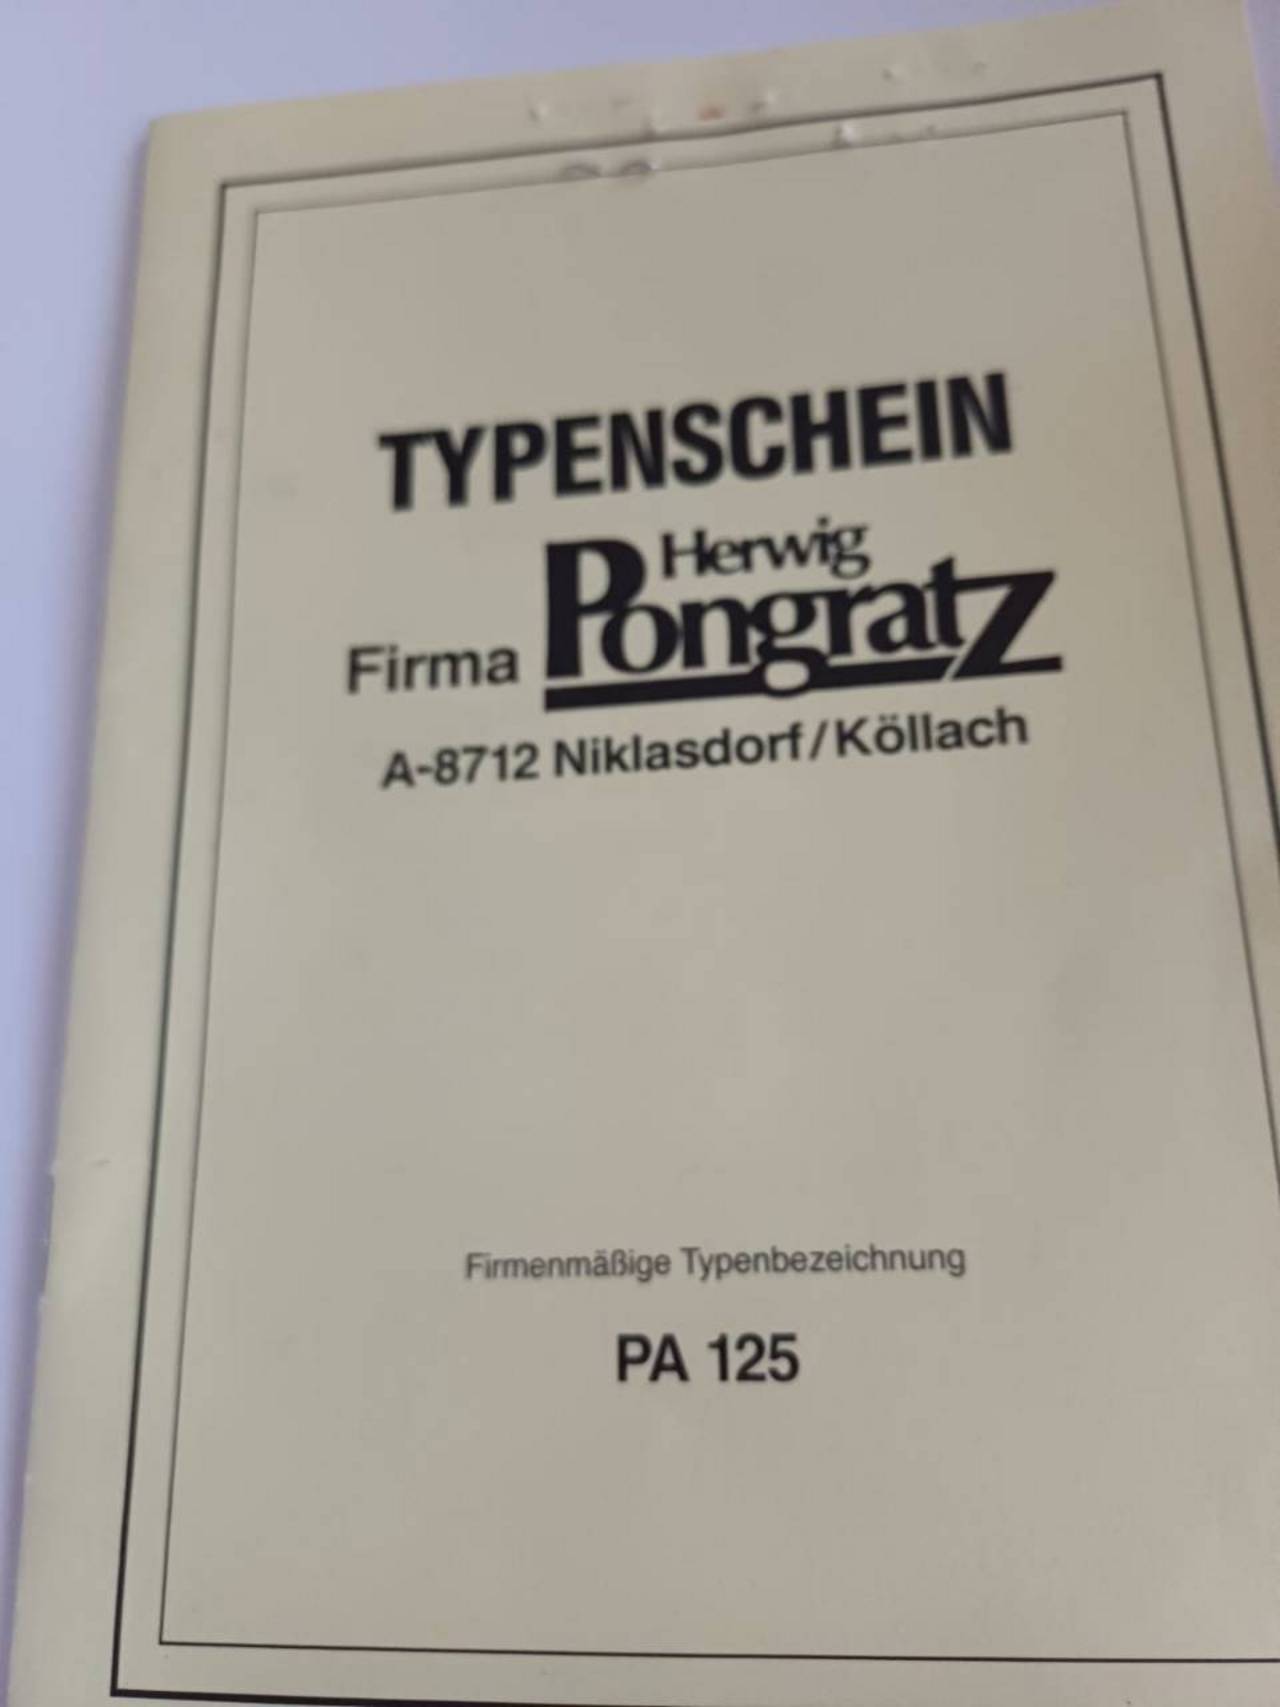 TYPENSCHEIN
Firma Herwig Pongratz
A-8712 Niklasdorf/Köllach
Firmenmäßige Typenbezeichnung
PA 125